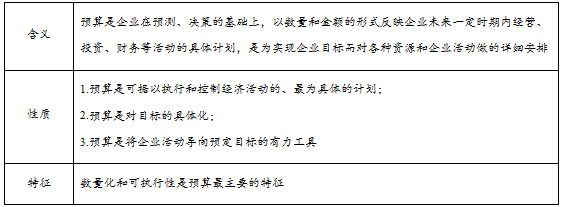 含义
预算是企业在预测、决策的基础上，以数量和金额的形式反映企业未来一定时期内经营、
投资、财务等活动的具体计划，是为实现企业目标而对各种资源和企业活动做的详细安排
性质
1.预算是可据以执行和控制经济活动的、最为具体的计划；
2.预算是对目标的具体化；
3.预算是将企业活动导向预定目标的有力工具
特征
数量化和可执行性是预算最主要的特征